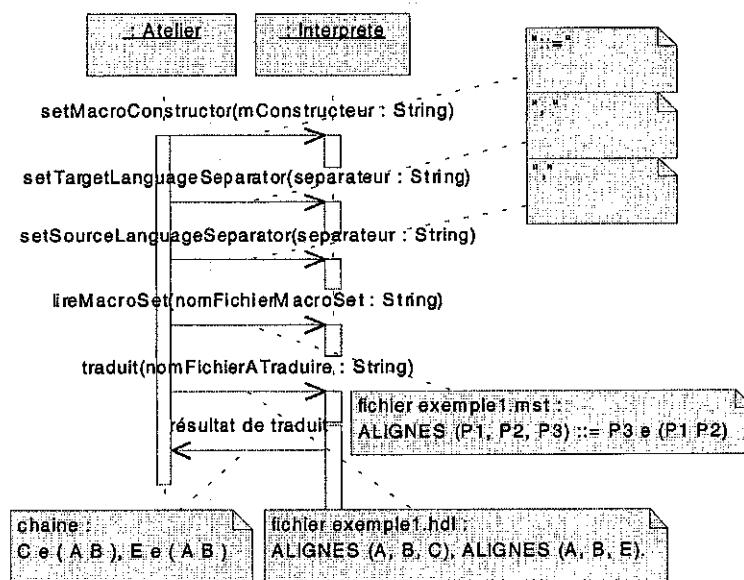 : Atelier
: Interprete
"::="
setMacroConstructor(mConstructeur : String)
","
setTargetLanguageSeparator(separateur : String)
","
setSourceLanguageSeparator(separateur : String)
lireMacroSet(nomFichierMacroSet : String)
traduit(nomFichierATraduire : String)
fichier exemple1.mst :
ALIGNES (P1, P2, P3) ::= P3 e (P1 P2)
résultat de traduit
chaine :
C e ( A B ), E e ( A B )
fichier exemple1.hdl :
ALIGNES (A, B, C), ALIGNES (A, B, E).